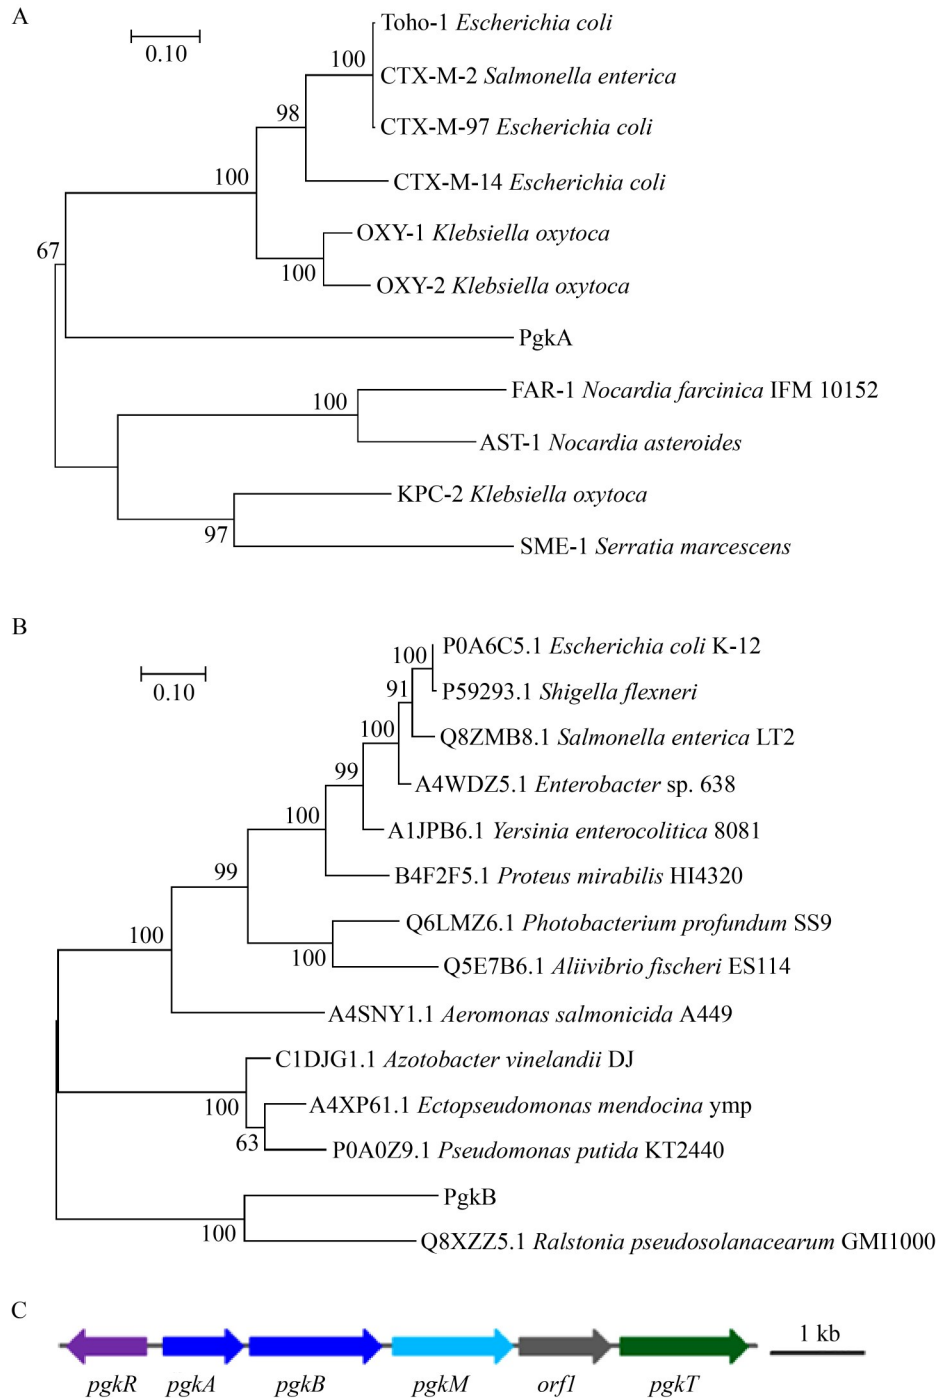 A
0.10
Toho-1 Escherichia coli
100
CTX-M-2 Salmonella enterica
98
CTX-M-97 Escherichia coli
100
CTX-M-14 Escherichia coli
67
OXY-1 Klebsiella oxytoca
100
OXY-2 Klebsiella oxytoca
PgkA
FAR-1 Nocardia farcinica IFM 10152
100
AST-1 Nocardia asteroides
KPC-2 Klebsiella oxytoca
97
SME-1 Serratia marcescens
B
0.10
P0A6C5.1 Escherichia coli K-12
100
P59293.1 Shigella flexneri
91
Q8ZMB8.1 Salmonella enterica LT2
100
A4WDZ5.1 Enterobacter sp. 638
99
A1JPB6.1 Yersinia enterocolitica 8081
100
B4F2F5.1 Proteus mirabilis HI4320
99
Q6LMZ6.1 Photobacterium profundum SS9
100
Q5E7B6.1 Aliivibrio fischeri ES114
100
A4SNY1.1 Aeromonas salmonicida A449
C1DJG1.1 Azotobacter vinelandii DJ
100
A4XP61.1 Ectopseudomonas mendocina ymp
63
P0A0Z9.1 Pseudomonas putida KT2440
PgkB
100
Q8XZZ5.1 Ralstonia pseudosolanacearum GMI1000
C
1 kb
pgkR pgkA pgkB pgkM orf1 pgkT